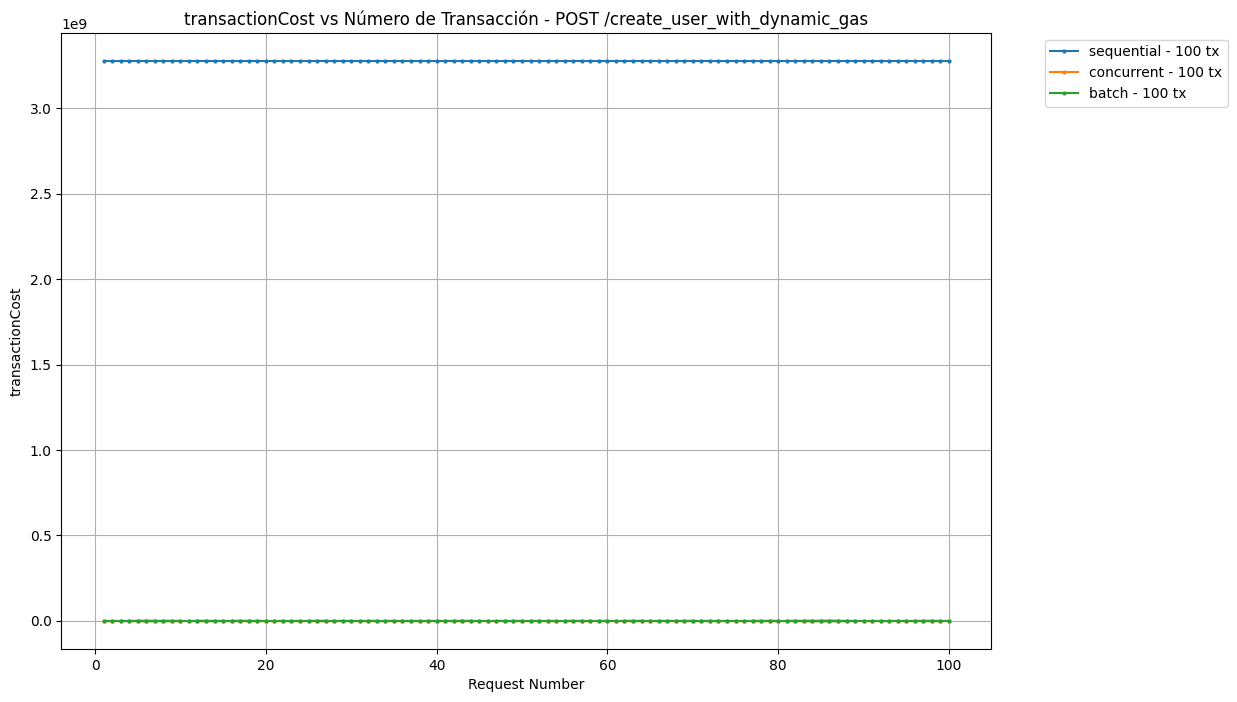 transactionCost vs Número de Transacción - POST /create_user_with_dynamic_gas
1e9
sequential - 100 tx
concurrent - 100 tx
batch - 100 tx
3.0
2.5
2.0
1.5
1.0
0.5
0.0
transactionCost
0 20 40 60 80 100
Request Number